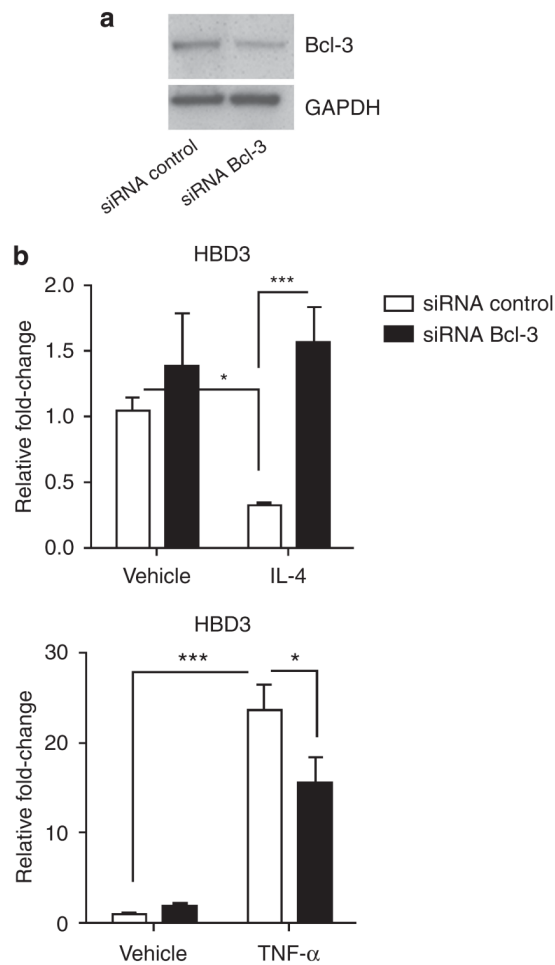 a
Bcl-3
GAPDH
siRNA control
siRNA Bcl-3
b
HBD3
siRNA control
siRNA Bcl-3
Relative fold-change
2.0
1.5
1.0
0.5
0.0
***
*
Vehicle
IL-4
HBD3
Relative fold-change
30
20
10
0
***
*
Vehicle
TNF-α